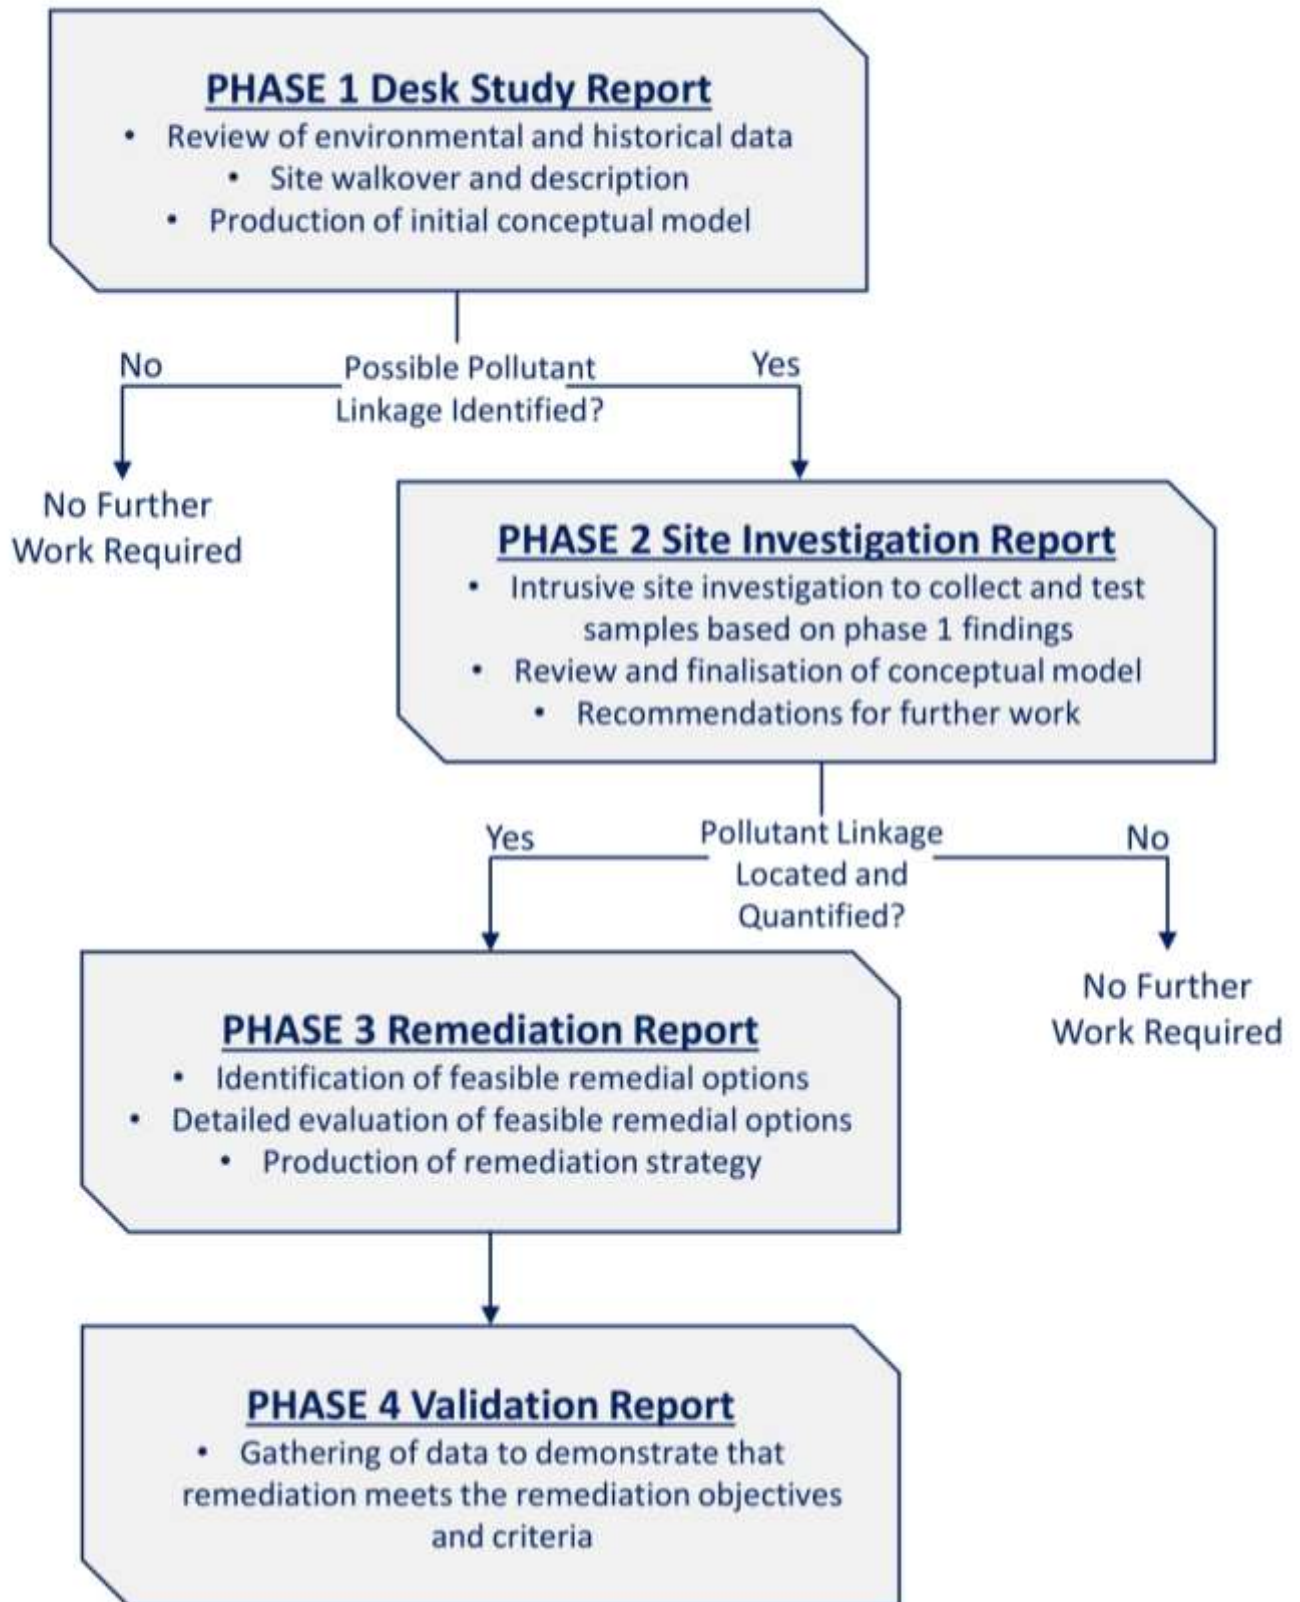 PHASE 1 Desk Study Report
• Review of environmental and historical data
• Site walkover and description
• Production of initial conceptual model
No
Possible Pollutant
Linkage Identified?
Yes
No Further
Work Required
PHASE 2 Site Investigation Report
• Intrusive site investigation to collect and test
samples based on phase 1 findings
• Review and finalisation of conceptual model
• Recommendations for further work
Yes
Pollutant Linkage
Located and
Quantified?
No
No Further
Work Required
PHASE 3 Remediation Report
• Identification of feasible remedial options
• Detailed evaluation of feasible remedial options
• Production of remediation strategy
PHASE 4 Validation Report
• Gathering of data to demonstrate that
remediation meets the remediation objectives
and criteria